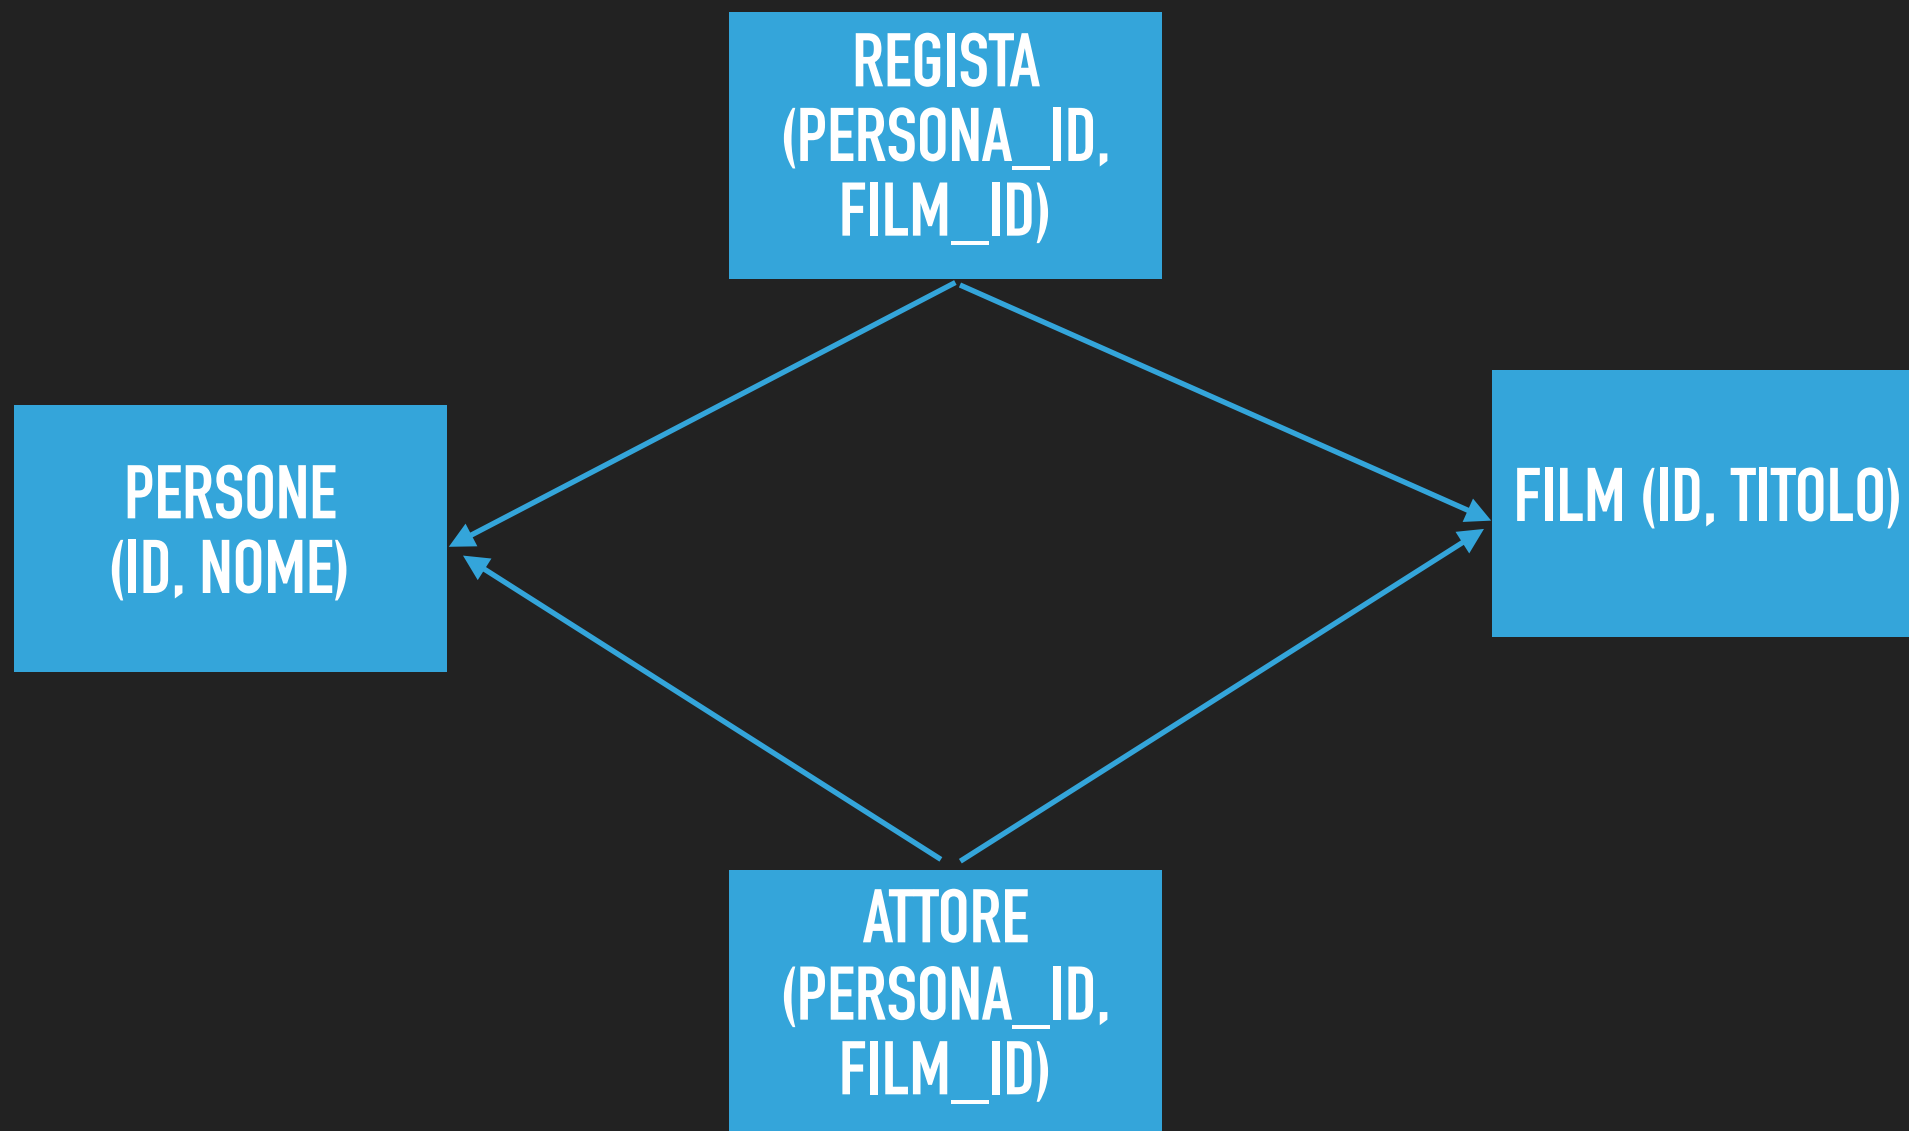 REGISTA
(PERSONA_ID,
FILM_ID)
PERSONE
(ID, NOME)
FILM (ID, TITOLO)
ATTORE
(PERSONA_ID,
FILM_ID)